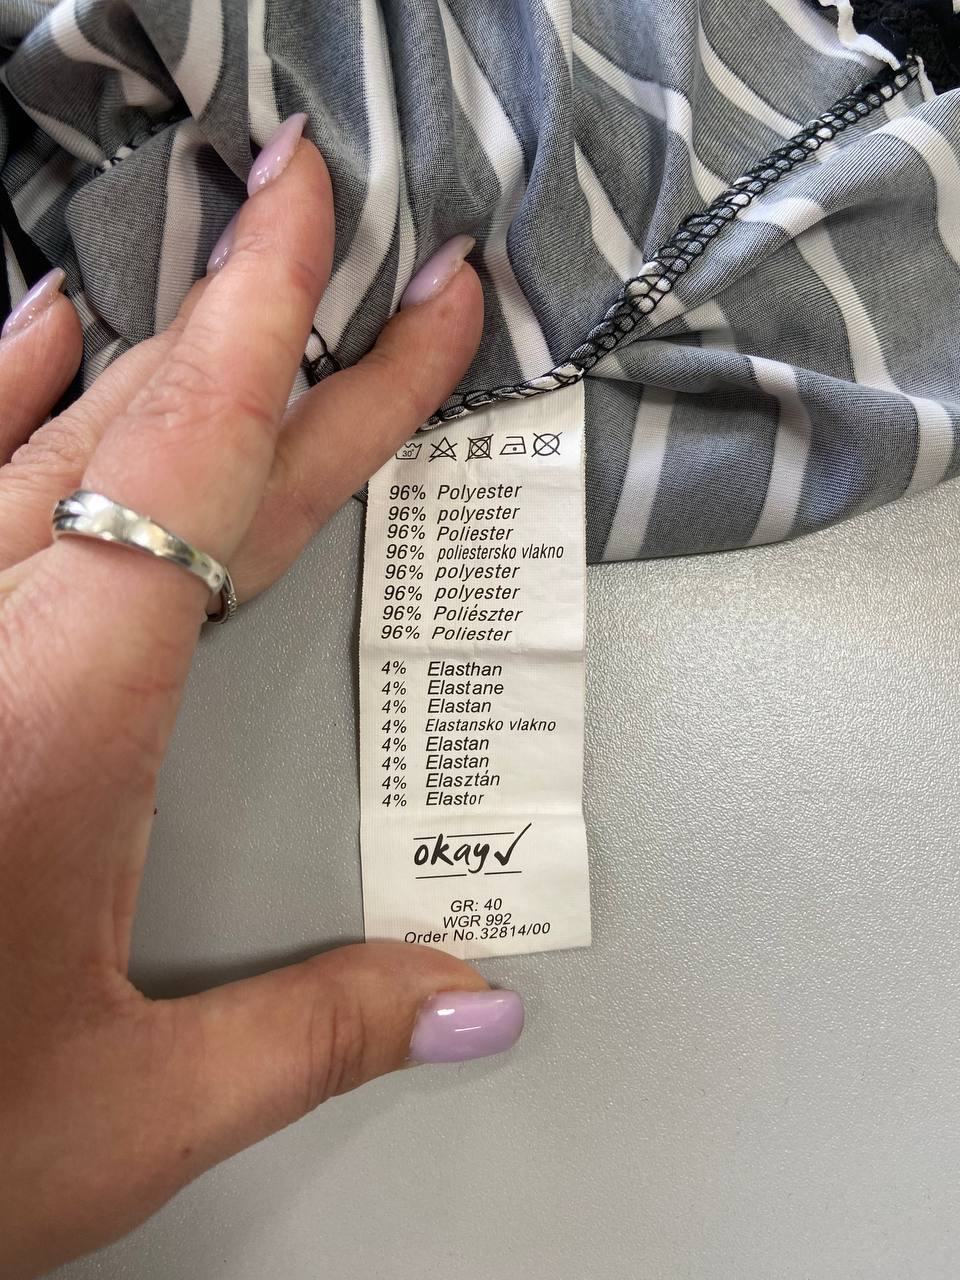 30°
96% Polyester
96% polyester
96% Poliester
96% poliestersko vlakno
96% polyester
96% polyester
96% Poliészter
96% Poliester
4% Elasthan
4% Elastane
4% Elastan
4% Elastansko vlakno
4% Elastan
4% Elastan
4% Elasztán
4% Elastor
okay
GR: 40
WGR 992
Order No.32814/00